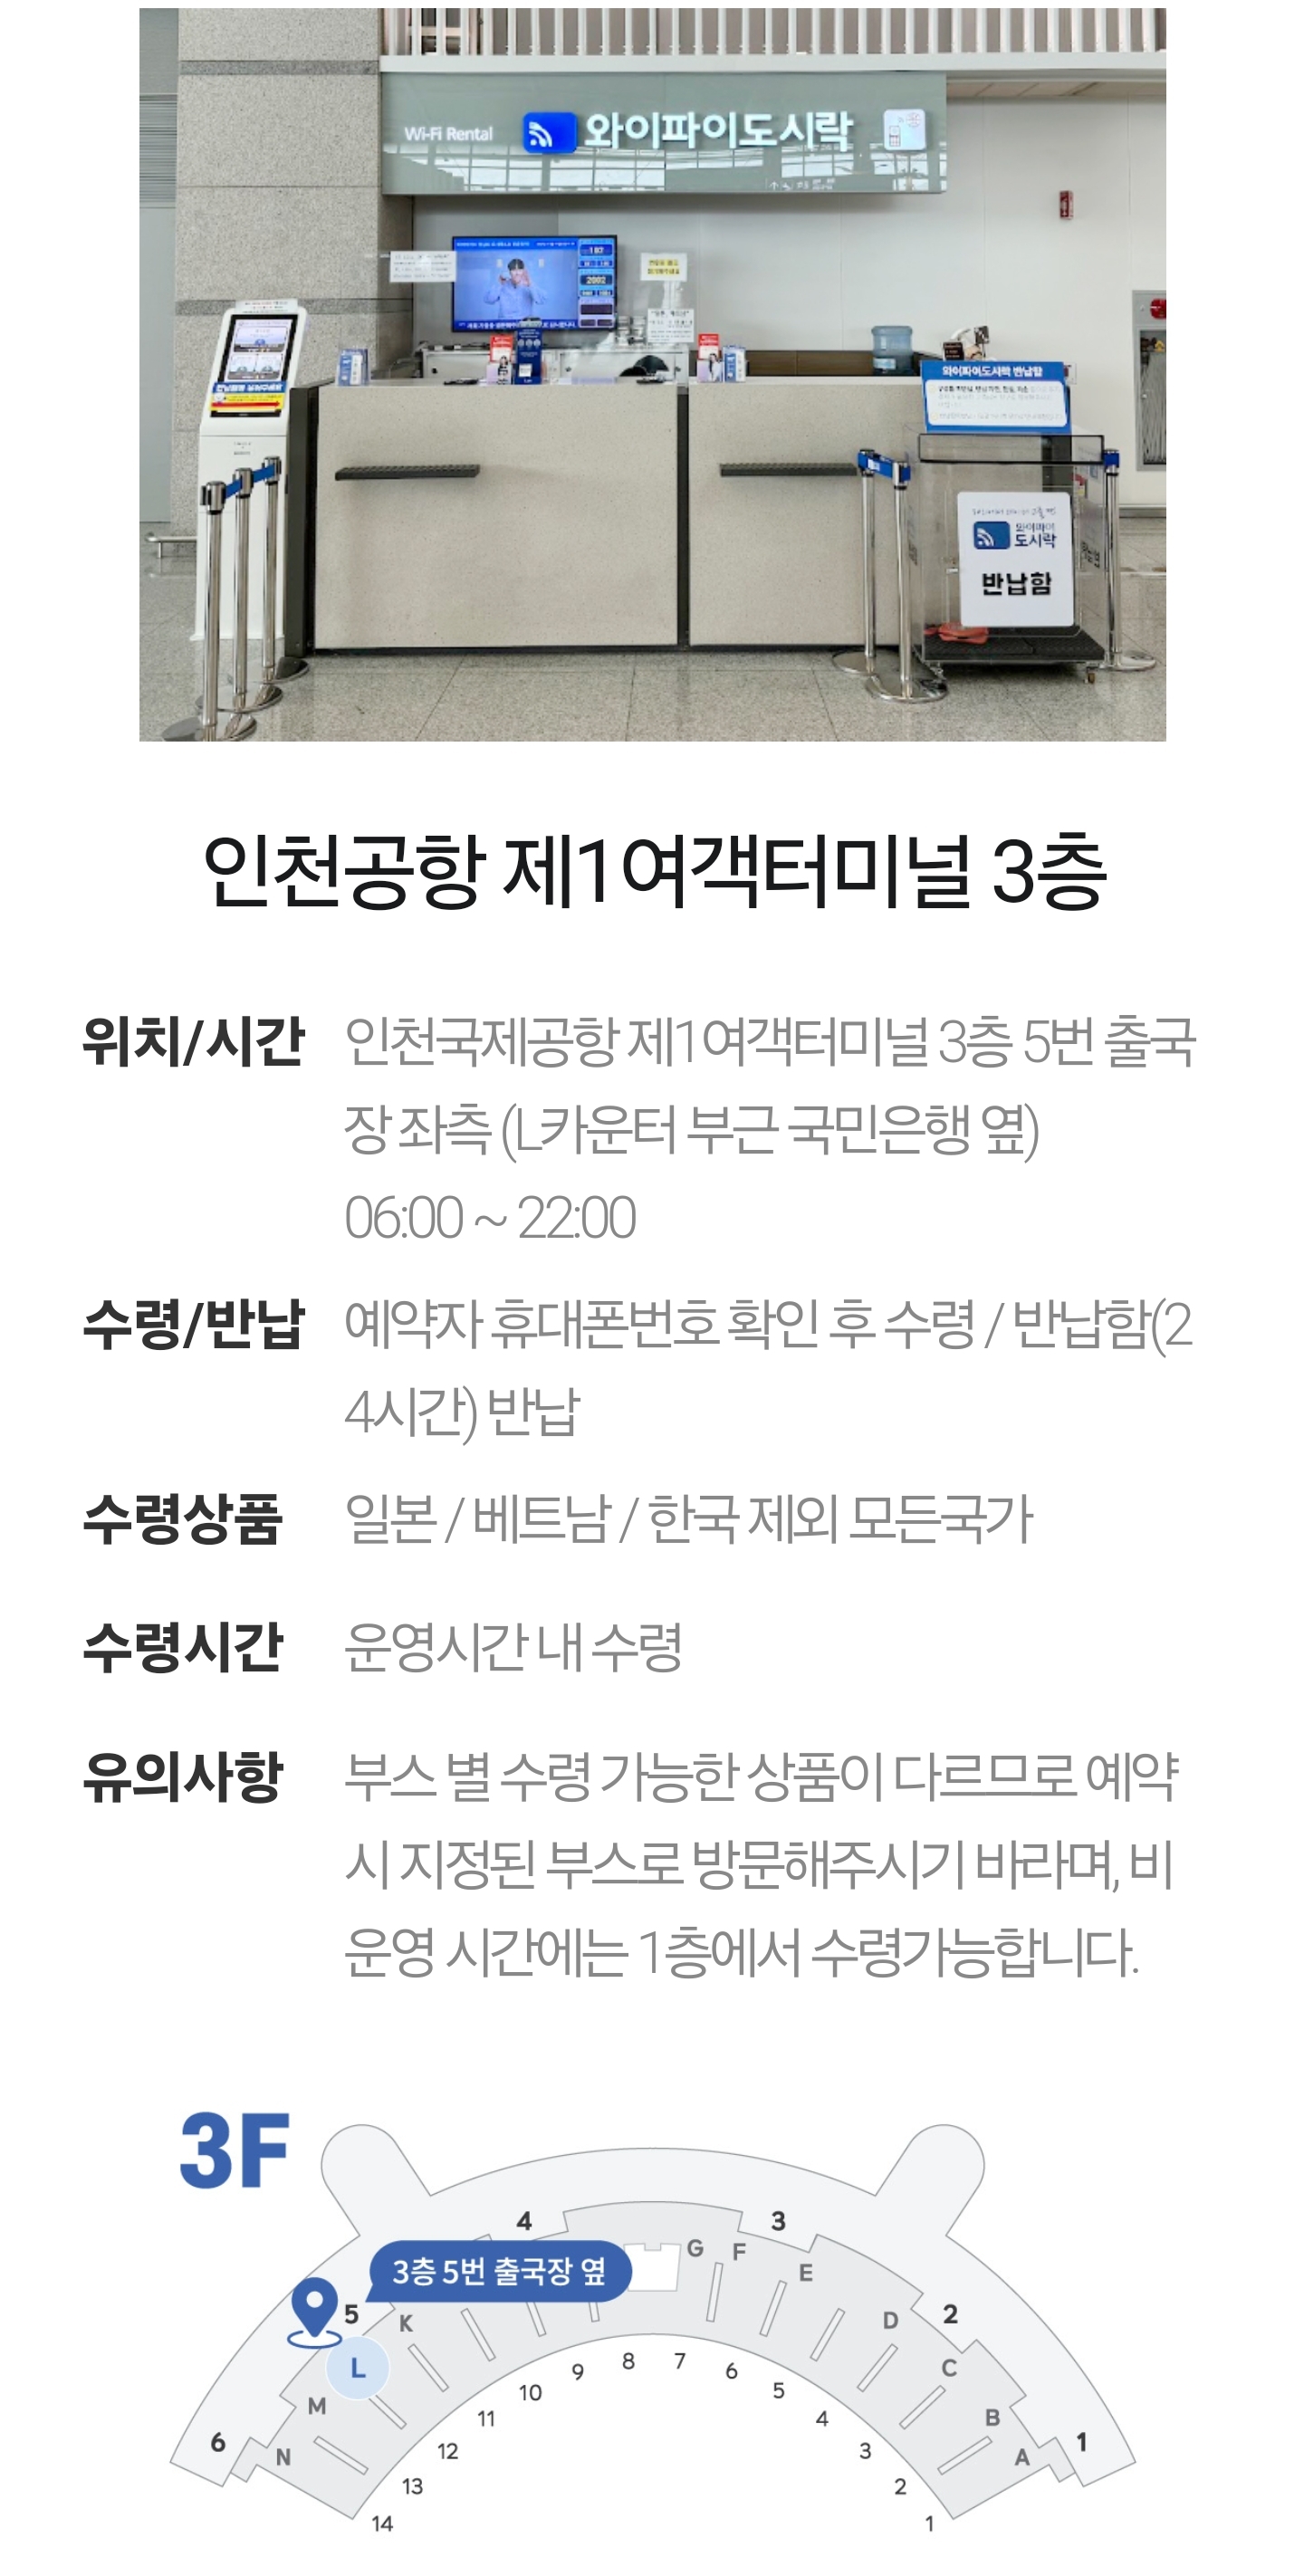 Wi-Fi Rental 와이파이도시락
와이파이도시락 반납함
와이파이
도시락
반납함
인천공항 제1여객터미널 3층
위치/시간 인천국제공항 제1여객터미널 3층 5번 출국
장 좌측 (L카운터 부근 국민은행 옆)
06:00 ~ 22:00
수령/반납 예약자 휴대폰번호 확인 후 수령 / 반납함(2
4시간) 반납
수령상품 일본 / 베트남 / 한국 제외 모든국가
수령시간 운영시간 내 수령
유의사항 부스 별 수령 가능한 상품이 다르므로 예약
시 지정된 부스로 방문해주시기 바라며, 비
운영 시간에는 1층에서 수령가능합니다.
3F
4 3
G F
3층 5번 출국장 옆 E
5 K D 2
L C
M B
6 N A 1
14 13 12 11 10 9 8 7 6 5 4 3 2 1